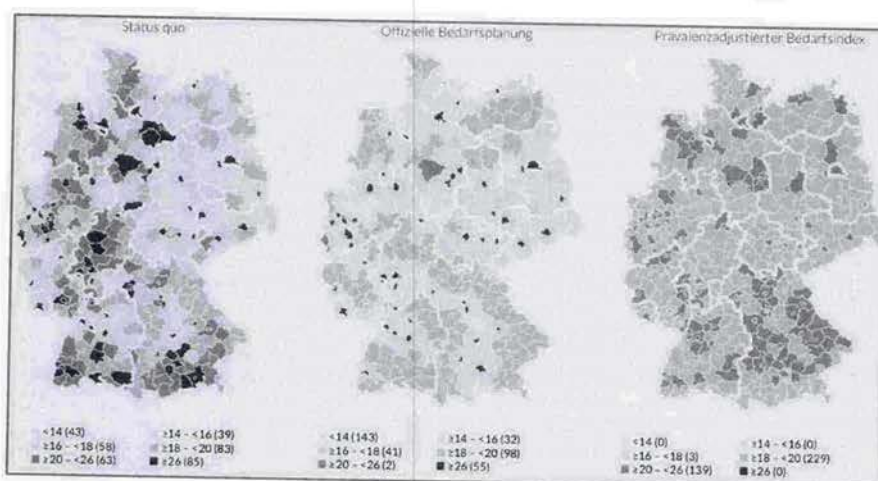 Status quo
Offizielle Bedarfsplanung
Prävalenzadjustierter Bedarfsindex
<14 (43)
≥14 – <16 (39)
≥16 – <18 (58)
≥18 – <20 (83)
≥20 – <26 (63)
≥26 (85)
<14 (143)
≥14 – <16 (32)
≥16 – <18 (41)
≥18 – <20 (98)
≥20 – <26 (2)
≥26 (55)
<14 (0)
≥14 – <16 (0)
≥16 – <18 (3)
≥18 – <20 (229)
≥20 – <26 (139)
≥26 (0)